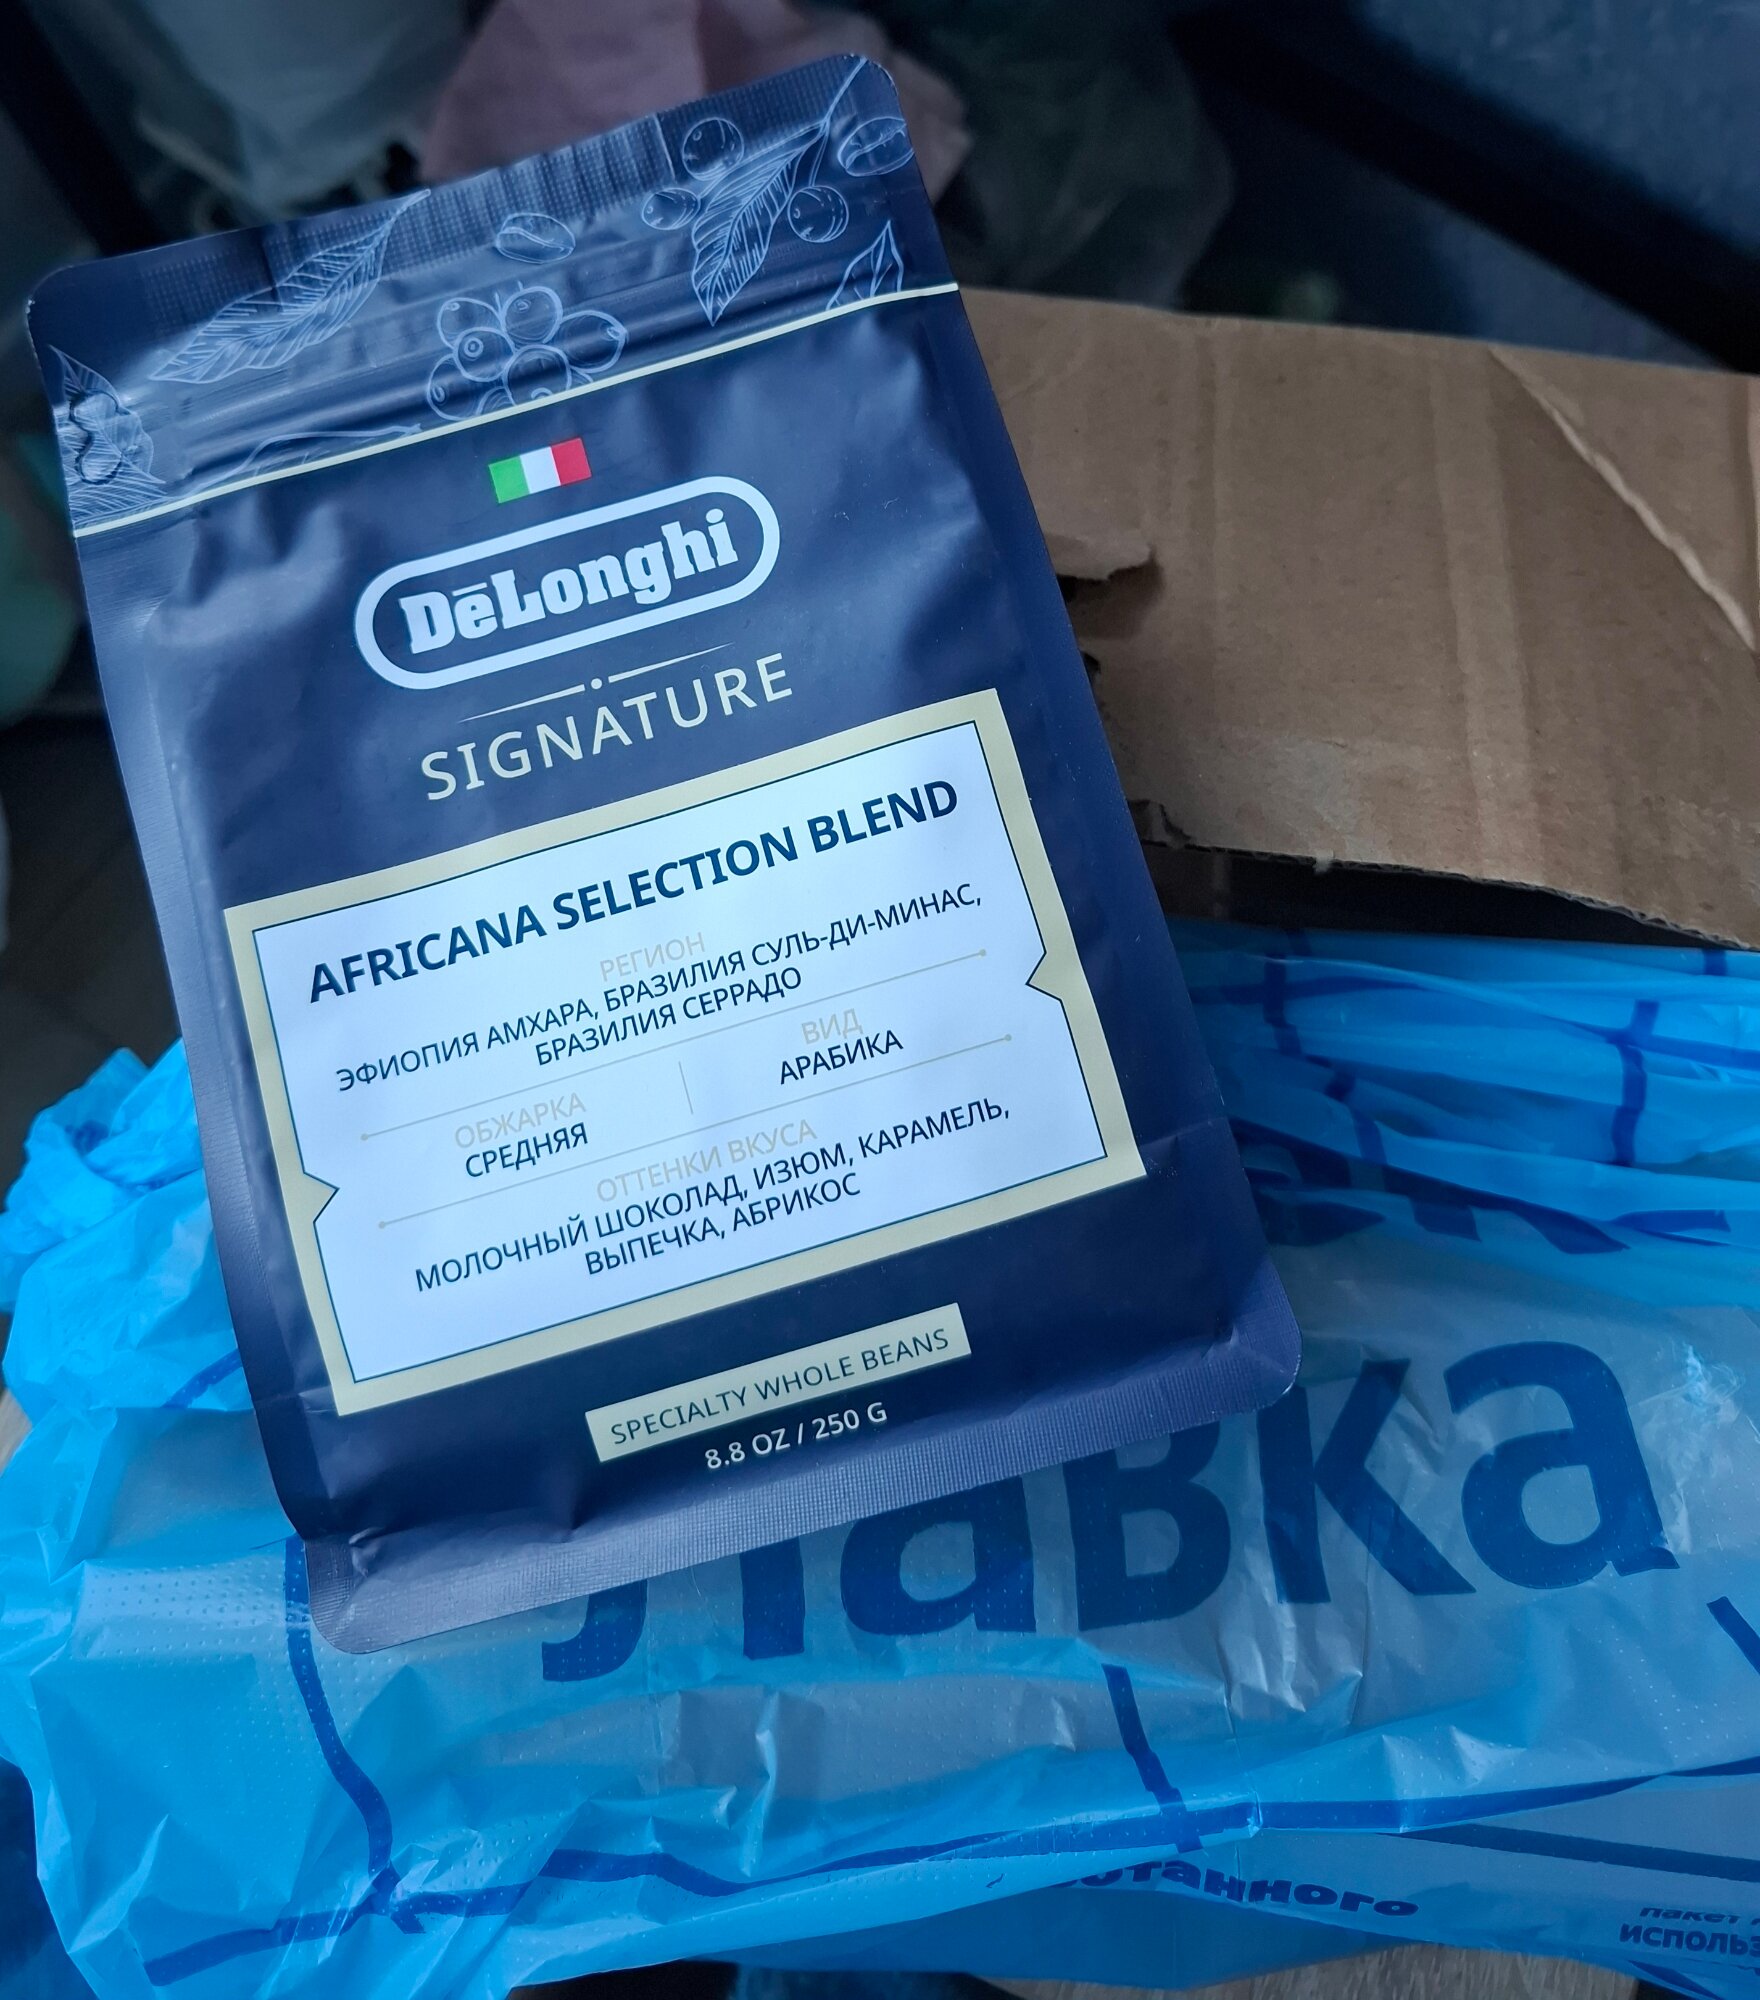 DēLonghi
SIGNATURE
AFRICANA SELECTION BLEND
РЕГИОН
ЭФИОПИЯ АМХАРА, БРАЗИЛИЯ СУЛЬ-ДИ-МИНАС,
БРАЗИЛИЯ СЕРРАДО
ВИД
АРАБИКА
ОБЖАРКА
СРЕДНЯЯ
ОТТЕНКИ ВКУСА
МОЛОЧНЫЙ ШОКОЛАД, ИЗЮМ, КАРАМЕЛЬ,
ВЫПЕЧКА, АБРИКОС
SPECIALTY WHOLE BEANS
8.8 OZ / 250 G
Лавка